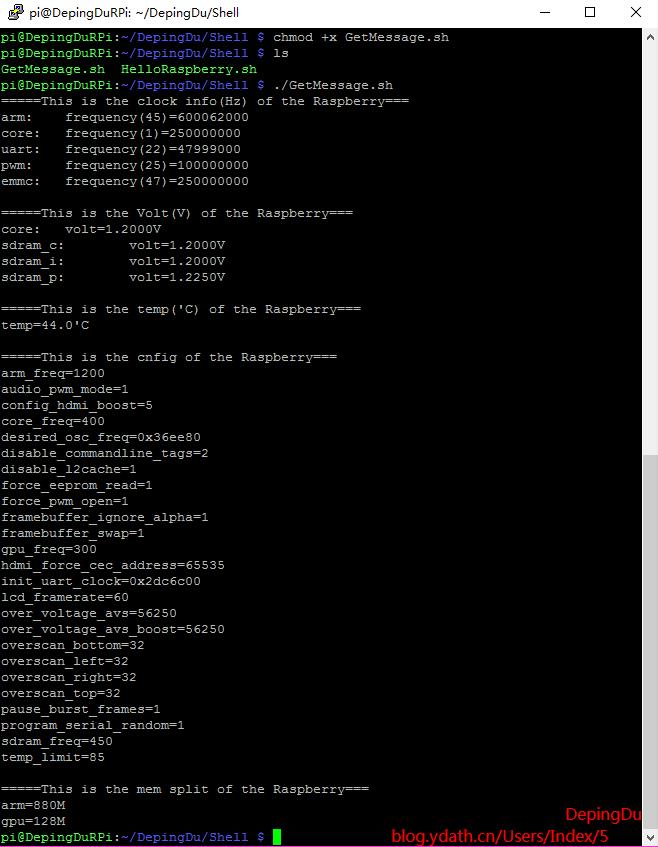 pi@DepingDuRPi: ~/DepingDu/Shell
pi@DepingDuRPi:~/DepingDu/Shell $ chmod +x GetMessage.sh
pi@DepingDuRPi:~/DepingDu/Shell $ ls
GetMessage.sh  HelloRaspberry.sh
pi@DepingDuRPi:~/DepingDu/Shell $ ./GetMessage.sh
=====This is the clock info(Hz) of the Raspberry===
arm:    frequency(45)=600062000
core:   frequency(1)=250000000
uart:   frequency(22)=47999000
pwm:    frequency(25)=100000000
emmc:   frequency(47)=250000000
=====This is the Volt(V) of the Raspberry===
core:   volt=1.2000V
sdram_c:        volt=1.2000V
sdram_i:        volt=1.2000V
sdram_p:        volt=1.2250V
=====This is the temp('C) of the Raspberry===
temp=44.0'C
=====This is the cnfig of the Raspberry===
arm_freq=1200
audio_pwm_mode=1
config_hdmi_boost=5
core_freq=400
desired_osc_freq=0x36ee80
disable_commandline_tags=2
disable_l2cache=1
force_eeprom_read=1
force_pwm_open=1
framebuffer_ignore_alpha=1
framebuffer_swap=1
gpu_freq=300
hdmi_force_cec_address=65535
init_uart_clock=0x2dc6c00
lcd_framerate=60
over_voltage_avs=56250
over_voltage_avs_boost=56250
overscan_bottom=32
overscan_left=32
overscan_right=32
overscan_top=32
pause_burst_frames=1
program_serial_random=1
sdram_freq=450
temp_limit=85
=====This is the mem split of the Raspberry===
arm=880M
gpu=128M
pi@DepingDuRPi:~/DepingDu/Shell $
DepingDu
blog.ydath.cn/Users/Index/5